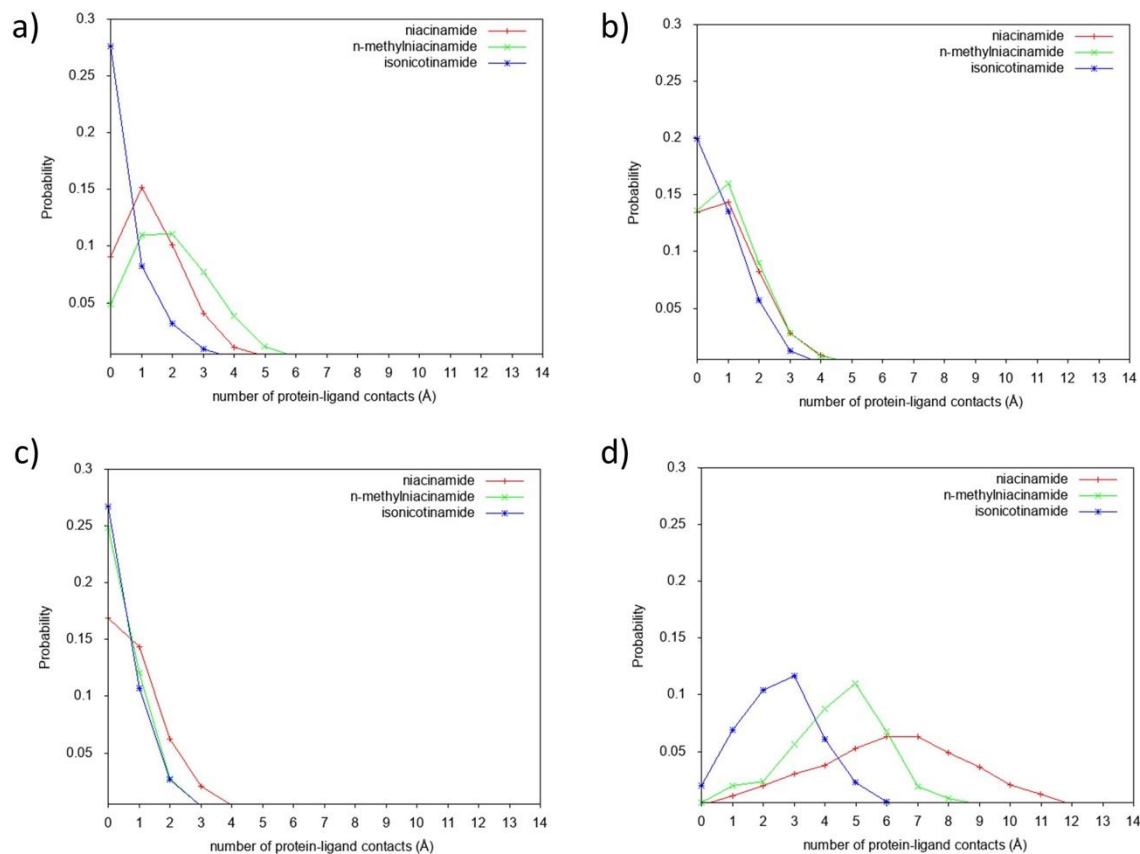 a)
0.3
0.25
0.2
0.15
0.1
0.05
Probability
niacinamide
n-methylniacinamide
isonicotinamide
0 1 2 3 4 5 6 7 8 9 10 11 12 13 14
number of protein-ligand contacts (Å)
b)
0.3
0.25
0.2
0.15
0.1
0.05
Probability
niacinamide
n-methylniacinamide
isonicotinamide
0 1 2 3 4 5 6 7 8 9 10 11 12 13 14
number of protein-ligand contacts (Å)
c)
0.3
0.25
0.2
0.15
0.1
0.05
Probability
niacinamide
n-methylniacinamide
isonicotinamide
0 1 2 3 4 5 6 7 8 9 10 11 12 13 14
number of protein-ligand contacts (Å)
d)
0.3
0.25
0.2
0.15
0.1
0.05
Probability
niacinamide
n-methylniacinamide
isonicotinamide
0 1 2 3 4 5 6 7 8 9 10 11 12 13 14
number of protein-ligand contacts (Å)